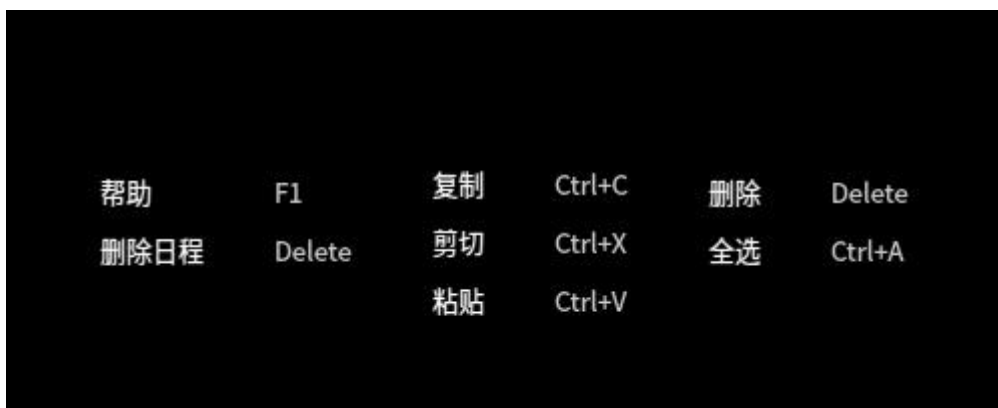 帮助 F1
删除日程 Delete
复制 Ctrl+C
剪切 Ctrl+X
粘贴 Ctrl+V
删除 Delete
全选 Ctrl+A